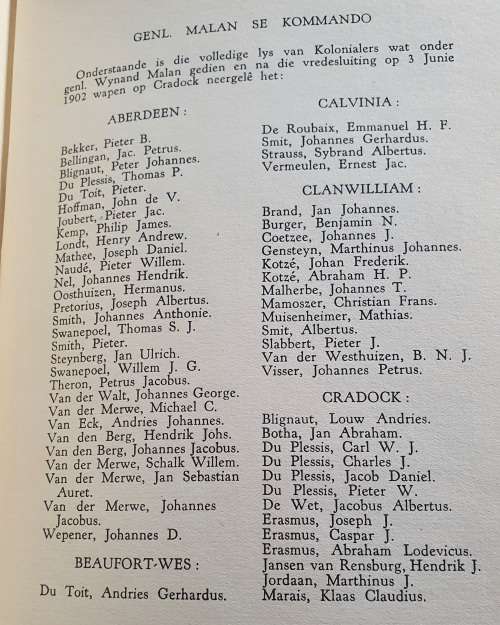 GENL. MALAN SE KOMMANDO
Onderstaande is die volledige lys van Kolonialers wat onder
genl. Wynand Malan gedien en na die vredesluiting op 3 Junie
1902 wapen op Cradock neergelê het:
ABERDEEN:
Bekker, Pieter B.
Bellingan, Jac. Petrus.
Blignaut, Peter Johannes.
Du Plessis, Thomas P.
Du Toit, Pieter.
Hoffman, John de V.
Joubert, Pieter Jac.
Kemp, Philip James.
Londt, Henry Andrew.
Mathee, Joseph Daniel.
Naudé, Pieter Willem.
Nel, Johannes Hendrik.
Oosthuizen, Hermanus.
Pretorius, Joseph Albertus.
Smith, Johannes Anthonie.
Swanepoel, Thomas S. J.
Smith, Pieter.
Steynberg, Jan Ulrich.
Swanepoel, Willem J. G.
Theron, Petrus Jacobus.
Van der Walt, Johannes George.
Van der Merwe, Michael C.
Van Eck, Andries Johannes.
Van den Berg, Hendrik Johs.
Van den Berg, Johannes Jacobus.
Van der Merwe, Schalk Willem.
Van der Merwe, Jan Sebastian
Auret.
Van der Merwe, Johannes
Jacobus.
Wepener, Johannes D.
BEAUFORT-WES:
Du Toit, Andries Gerhardus.
CALVINIA:
De Roubaix, Emmanuel H. F.
Smit, Johannes Gerhardus.
Strauss, Sybrand Albertus.
Vermeulen, Ernest Jac.
CLANWILLIAM:
Brand, Jan Johannes.
Burger, Benjamin N.
Coetzee, Johannes J.
Gensteyn, Marthinus Johannes.
Kotzé, Johan Frederik.
Kotzé, Abraham H. P.
Malherbe, Johannes T.
Mamoszer, Christian Frans.
Muisenheimer, Mathias.
Smit, Albertus.
Slabbert, Pieter J.
Van der Westhuizen, B. N. J.
Visser, Johannes Petrus.
CRADOCK:
Blignaut, Louw Andries.
Botha, Jan Abraham.
Du Plessis, Carl W. J.
Du Plessis, Charles J.
Du Plessis, Jacob Daniel.
Du Plessis, Pieter W.
De Wet, Jacobus Albertus.
Erasmus, Joseph J.
Erasmus, Caspar J.
Erasmus, Abraham Lodevicus.
Jansen van Rensburg, Hendrik J.
Jordaan, Marthinus J.
Marais, Klaas Claudius.